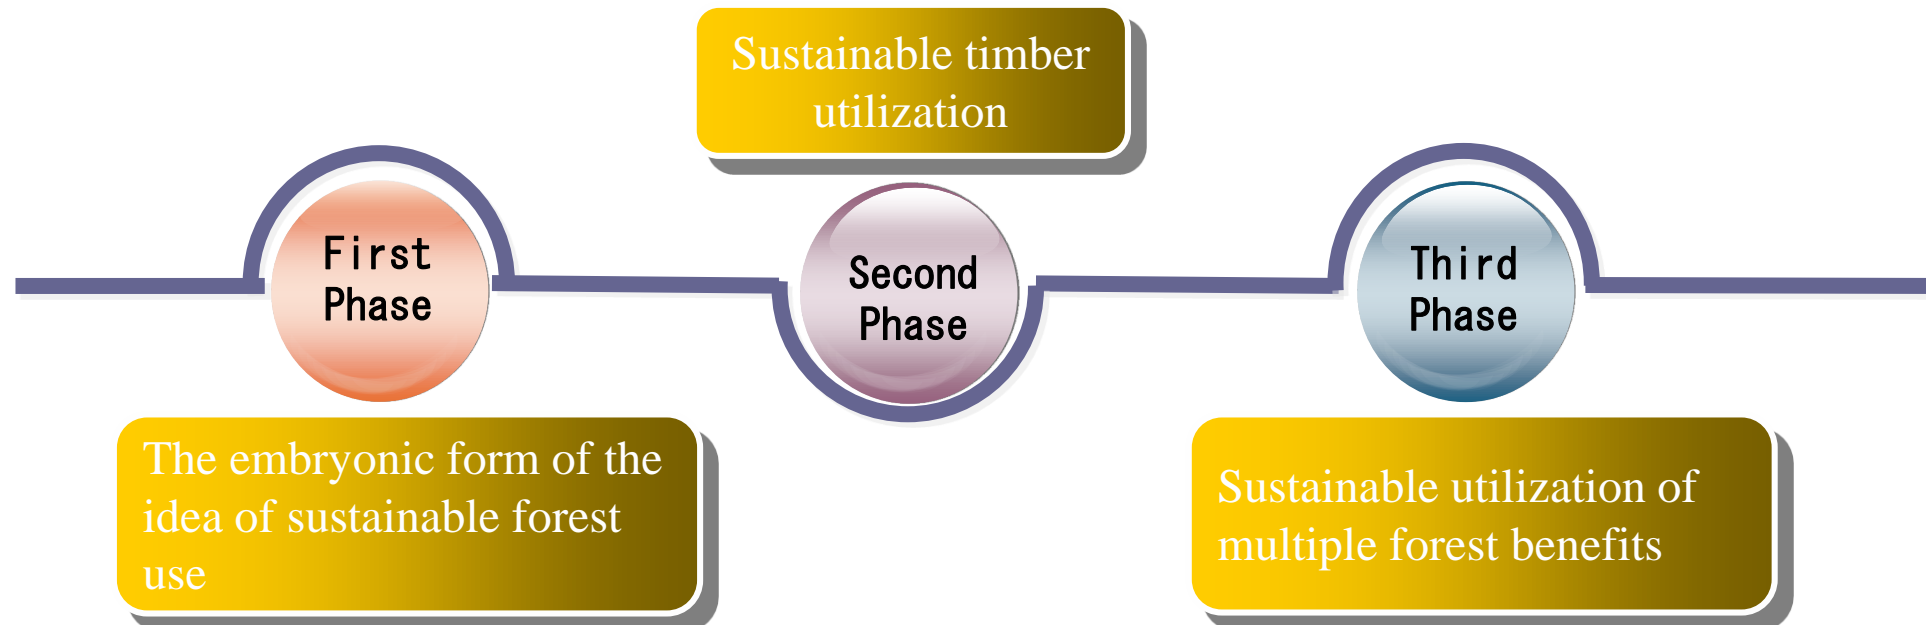 Sustainable timber
utilization
First
Phase
Second
Phase
Third
Phase
The embryonic form of the
idea of sustainable forest
use
Sustainable utilization of
multiple forest benefits